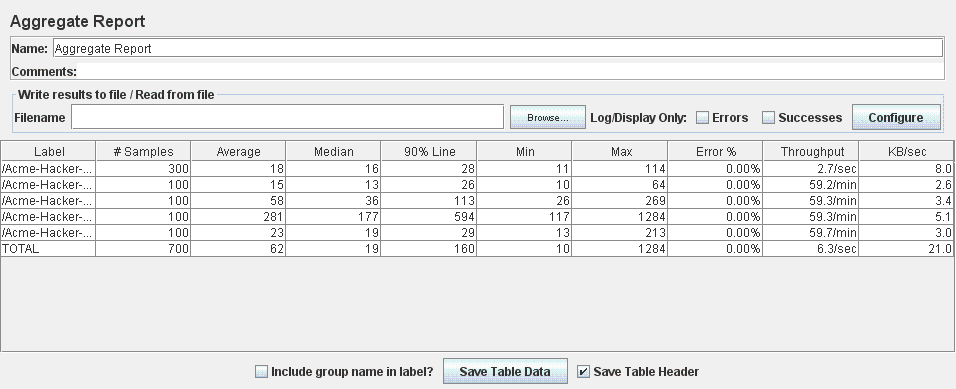 Aggregate Report
Name: Aggregate Report
Comments:
Write results to file / Read from file
Filename Browse... Log/Display Only: Errors Successes Configure
Label # Samples Average Median 90% Line Min Max Error % Throughput KB/sec
/Acme-Hacker-... 300 18 16 28 11 114 0.00% 2.7/sec 8.0
/Acme-Hacker-... 100 15 13 26 10 64 0.00% 59.2/min 2.6
/Acme-Hacker-... 100 58 36 113 26 269 0.00% 59.3/min 3.4
/Acme-Hacker-... 100 281 177 594 117 1284 0.00% 59.3/min 5.1
/Acme-Hacker-... 100 23 19 29 13 213 0.00% 59.7/min 3.0
TOTAL 700 62 19 160 10 1284 0.00% 6.3/sec 21.0
Include group name in label? Save Table Data Save Table Header